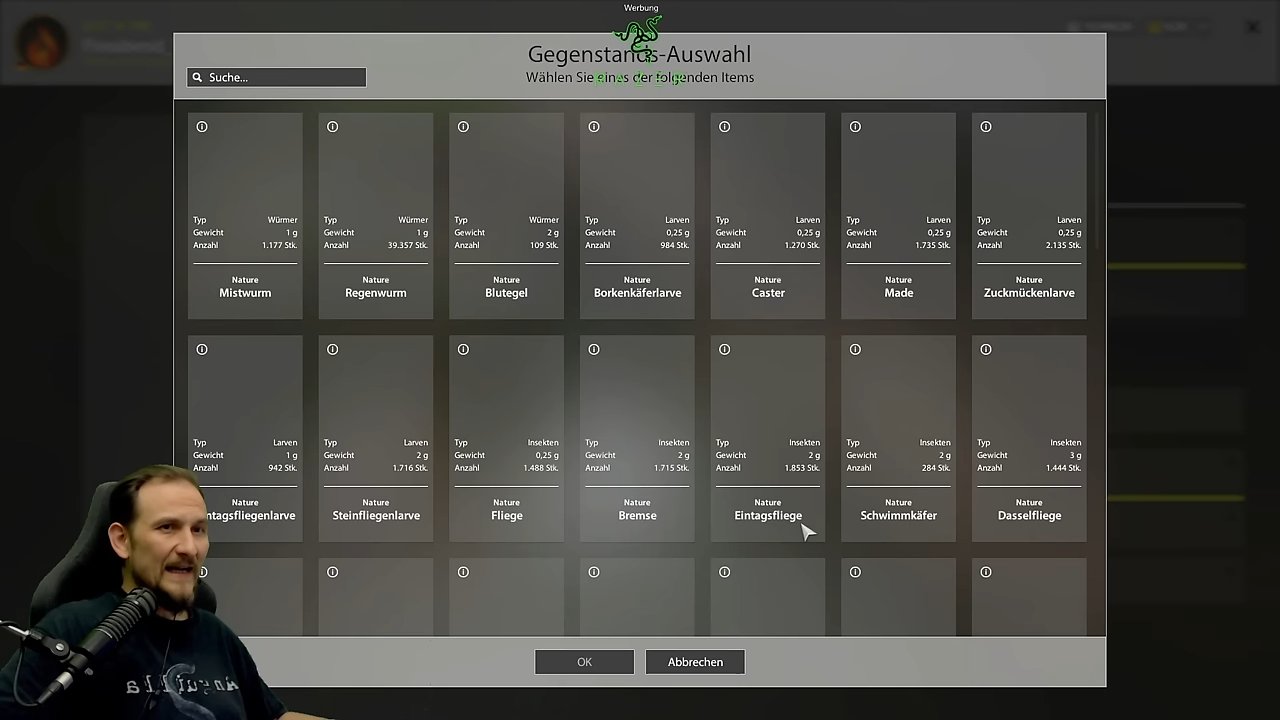 Werbung
Gegenstands-Auswahl
Suche...
Wählen Sie eines der folgenden Items
RAZER
Typ Würmer
Gewicht 1 g
Anzahl 1.177 Stk.
Nature
Mistwurm
Typ Würmer
Gewicht 1 g
Anzahl 39.357 Stk.
Nature
Regenwurm
Typ Würmer
Gewicht 2 g
Anzahl 109 Stk.
Nature
Blutegel
Typ Larven
Gewicht 0,25 g
Anzahl 984 Stk.
Nature
Borkenkäferlarve
Typ Larven
Gewicht 0,25 g
Anzahl 1.270 Stk.
Nature
Caster
Typ Larven
Gewicht 0,25 g
Anzahl 1.735 Stk.
Nature
Made
Typ Larven
Gewicht 0,25 g
Anzahl 2.135 Stk.
Nature
Zuckmückenlarve
Typ Larven
Gewicht 1 g
Anzahl 942 Stk.
Nature
ntagsfliegenlarve
Typ Larven
Gewicht 2 g
Anzahl 1.716 Stk.
Nature
Steinfliegenlarve
Typ Insekten
Gewicht 0,25 g
Anzahl 1.488 Stk.
Nature
Fliege
Typ Insekten
Gewicht 2 g
Anzahl 1.715 Stk.
Nature
Bremse
Typ Insekten
Gewicht 2 g
Anzahl 1.853 Stk.
Nature
Eintagsfliege
Typ Insekten
Gewicht 2 g
Anzahl 284 Stk.
Nature
Schwimmkäfer
Typ Insekten
Gewicht 3 g
Anzahl 1.444 Stk.
Nature
Dasselfliege
OK
Abbrechen